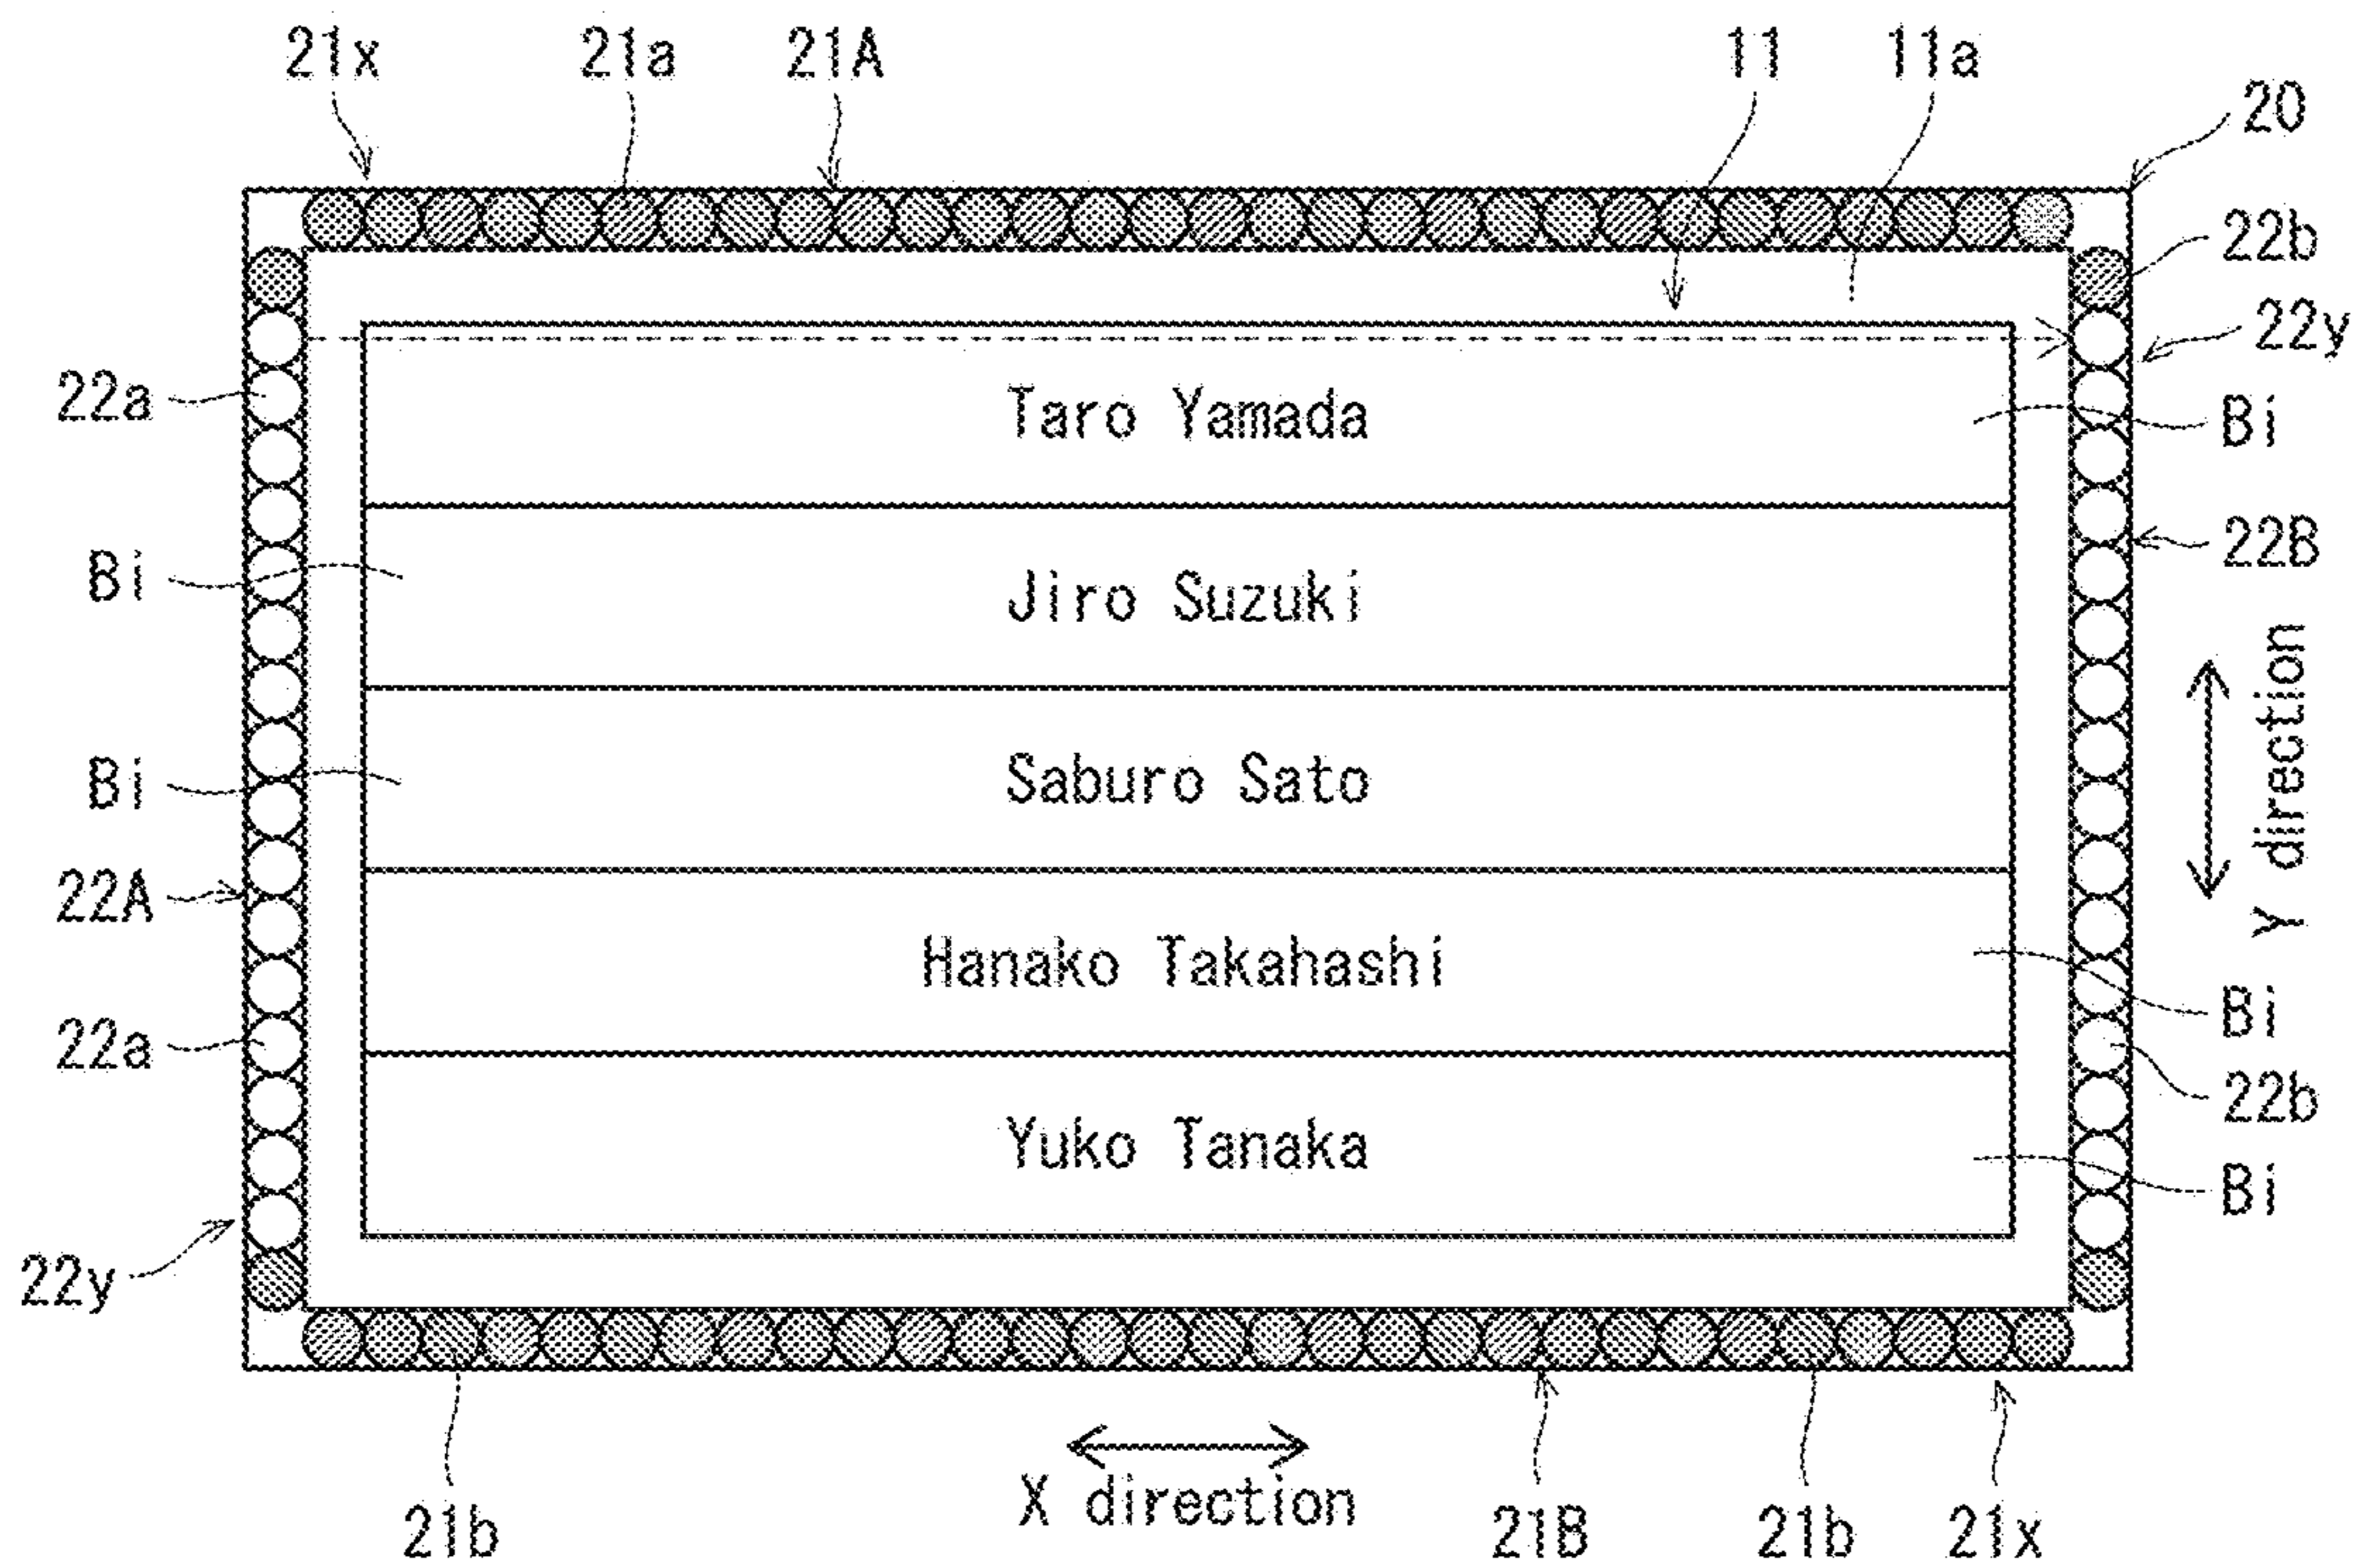 21x 21a 21A 11 11a
20
22b
22y
Taro Yamada
22a
Bi
Bi
Jiro Suzuki
22B
Y direction
Bi
Saburo Sato
22A
Hanako Takahashi
Bi
22a
22b
Yuko Tanaka
Bi
22y
X direction
21b 21B 21b 21x